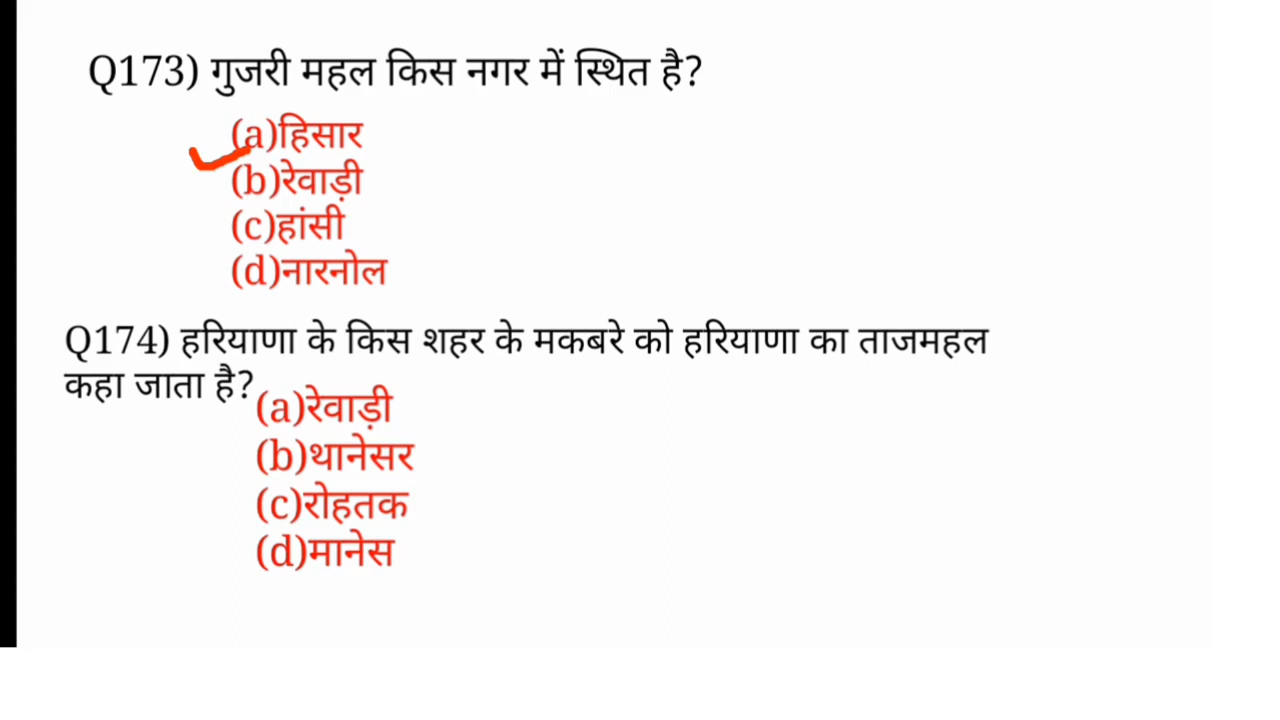 Q173) गुजरी महल किस नगर में स्थित है?
(a)हिसार
(b)रेवाड़ी
(c)हांसी
(d)नारनोल
Q174) हरियाणा के किस शहर के मकबरे को हरियाणा का ताजमहल
कहा जाता है?
(a)रेवाड़ी
(b)थानेसर
(c)रोहतक
(d)मानेस